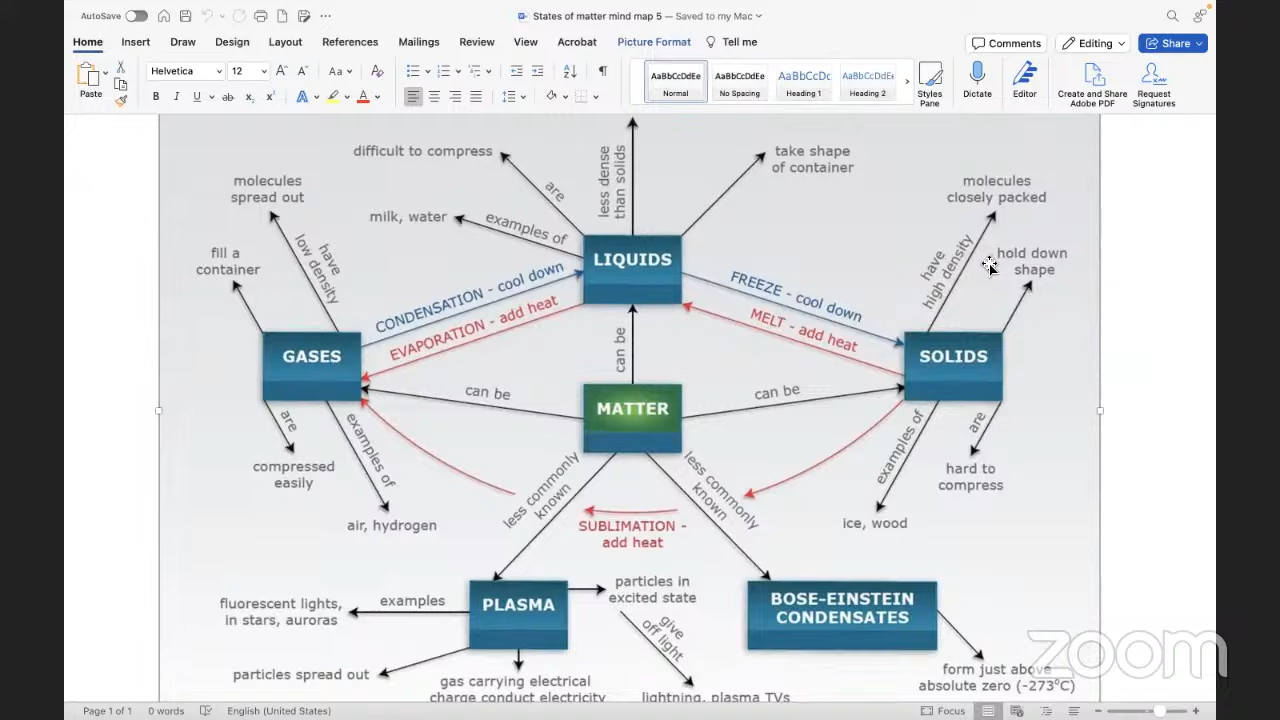 AutoSave
States of matter mind map 5 — Saved to my Mac
Home Insert Draw Design Layout References Mailings Review View Acrobat Picture Format Tell me
Comments Editing Share
Paste
Helvetica 12
AaBbCcDdEe AaBbCcDdEe AaBbCcDc AaBbCcDdEe
Normal No Spacing Heading 1 Heading 2
Styles
Pane
Dictate
Editor
Create and Share
Adobe PDF
Request
Signatures
difficult to compress
are
less dense
than solids
take shape
of container
molecules
spread out
molecules
closely packed
milk, water
examples of
fill a
container
have
low density
LIQUIDS
have
high density
hold down
shape
CONDENSATION - cool down
EVAPORATION - add heat
FREEZE - cool down
MELT - add heat
GASES
can be
SOLIDS
can be
MATTER
can be
are
examples of
compressed
easily
air, hydrogen
less commonly
known
less commonly
known
examples of
are
hard to
compress
ice, wood
SUBLIMATION -
add heat
PLASMA
particles in
excited state
BOSE-EINSTEIN
CONDENSATES
examples
fluorescent lights,
in stars, auroras
give
off light
particles spread out
gas carrying electrical
charge conduct electricity
lightning, plasma TVs
form just above
absolute zero (-273°C)
zoom
Page 1 of 1 0 words English (United States) Focus